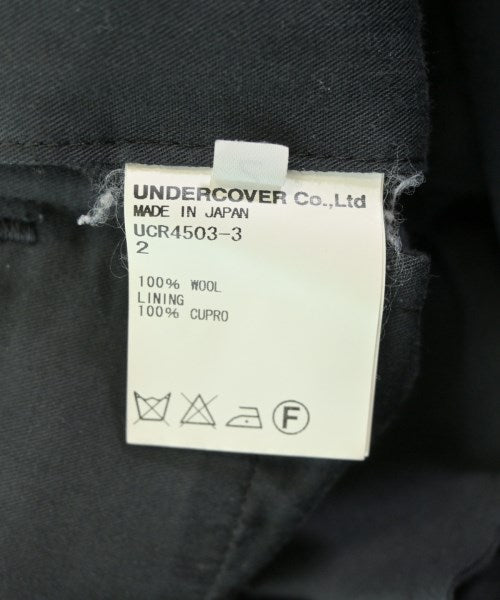 UNDERCOVER Co.,Ltd
MADE IN JAPAN
UCR4503-3
2
100% WOOL
LINING
100% CUPRO
F